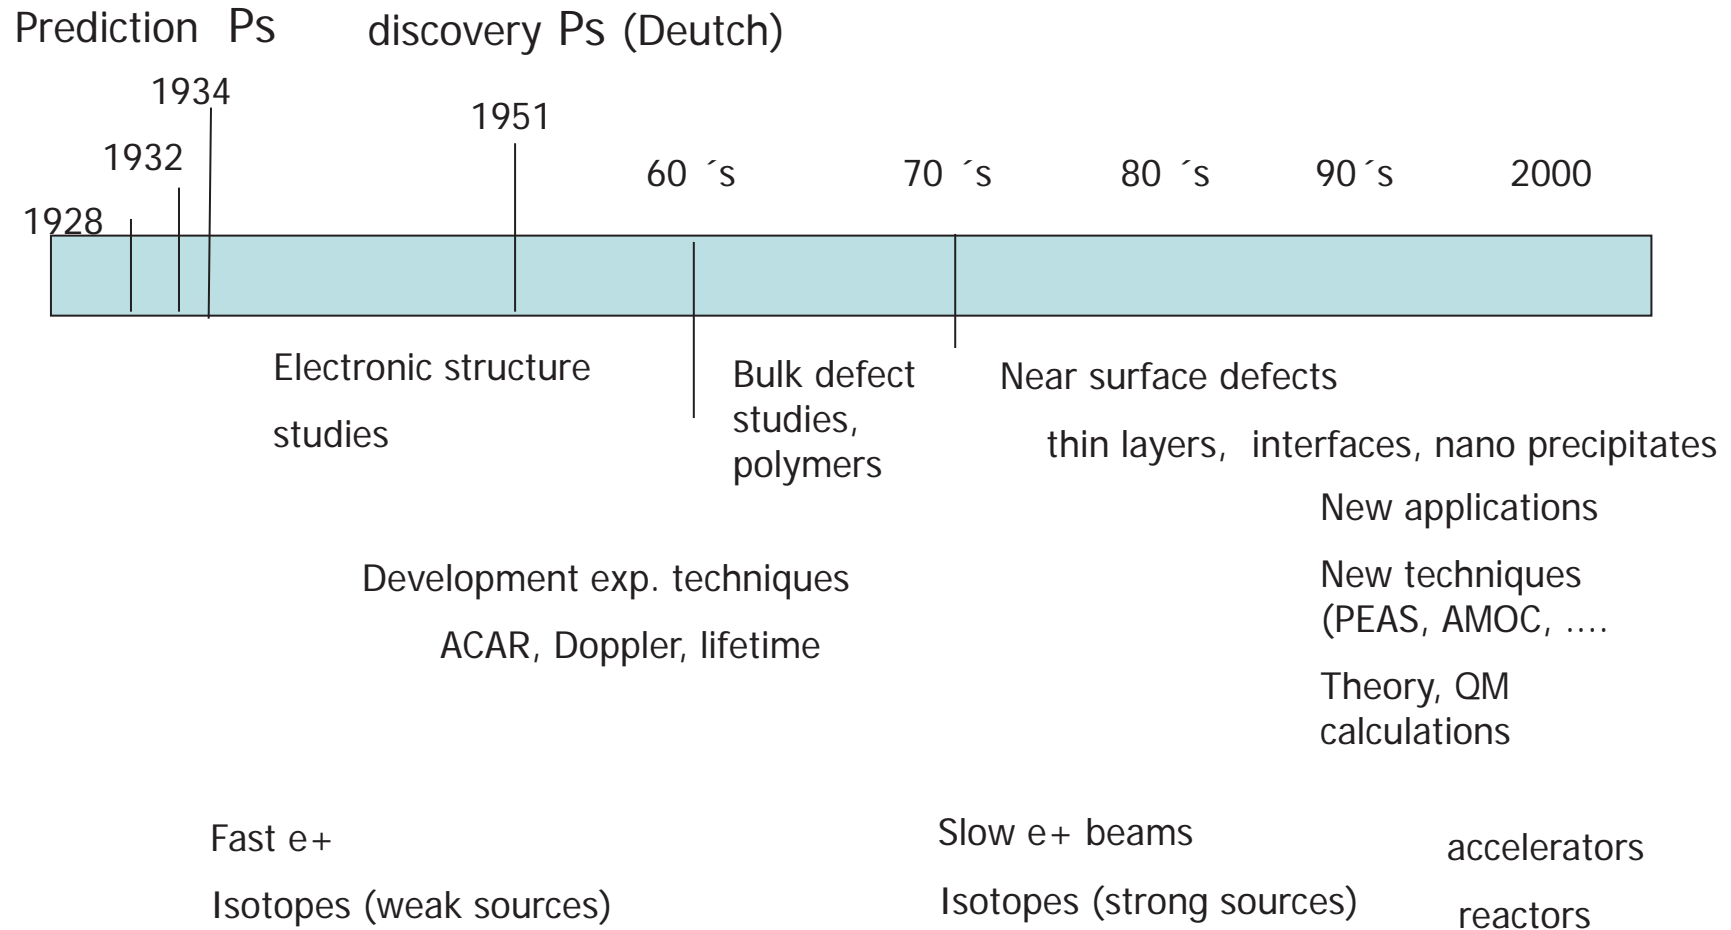 Prediction Ps
discovery Ps (Deutch)
1934
1951
1932
60 ´s
70 ´s
80 ´s
90 ´s
2000
1928
Electronic structure
studies
Bulk defect
studies,
polymers
Near surface defects
thin layers, interfaces, nano precipitates
New applications
New techniques
(PEAS, AMOC, ....
Theory, QM
calculations
Development exp. techniques
ACAR, Doppler, lifetime
Fast e+
Isotopes (weak sources)
Slow e+ beams
Isotopes (strong sources)
accelerators
reactors